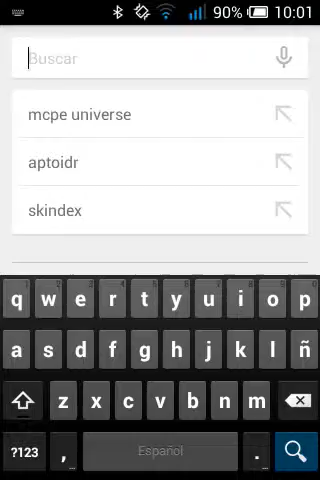 90% 10:01
Buscar
mcpe universe
aptoidr
skindex
q w e r t y u i o p
a s d f g h j k l ñ
z x c v b n m
?123 , Español .